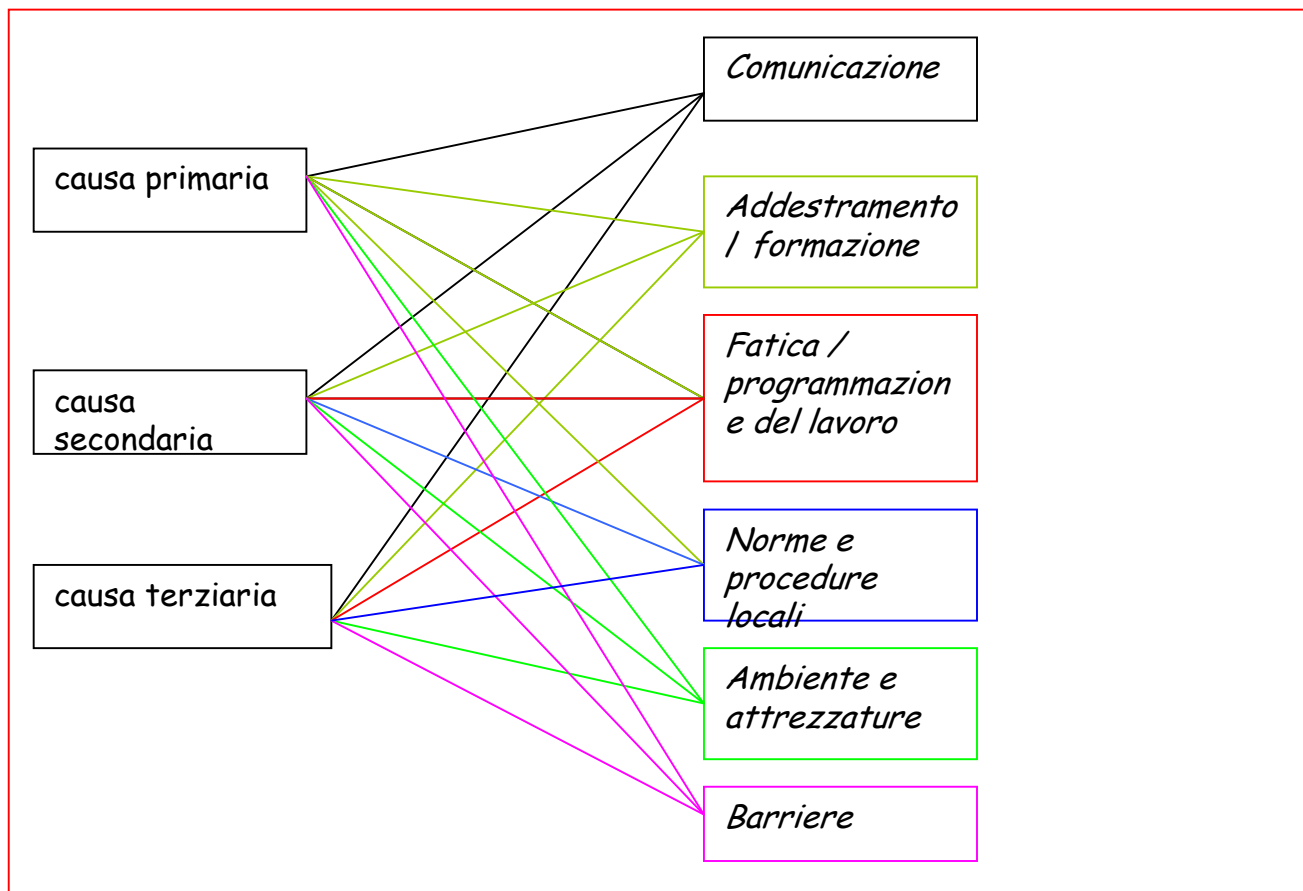 Comunicazione
causa primaria
Addestramento
/ formazione
Fatica /
programmazion
e del lavoro
causa
secondaria
Norme e
procedure
locali
causa terziaria
Ambiente e
attrezzature
Barriere